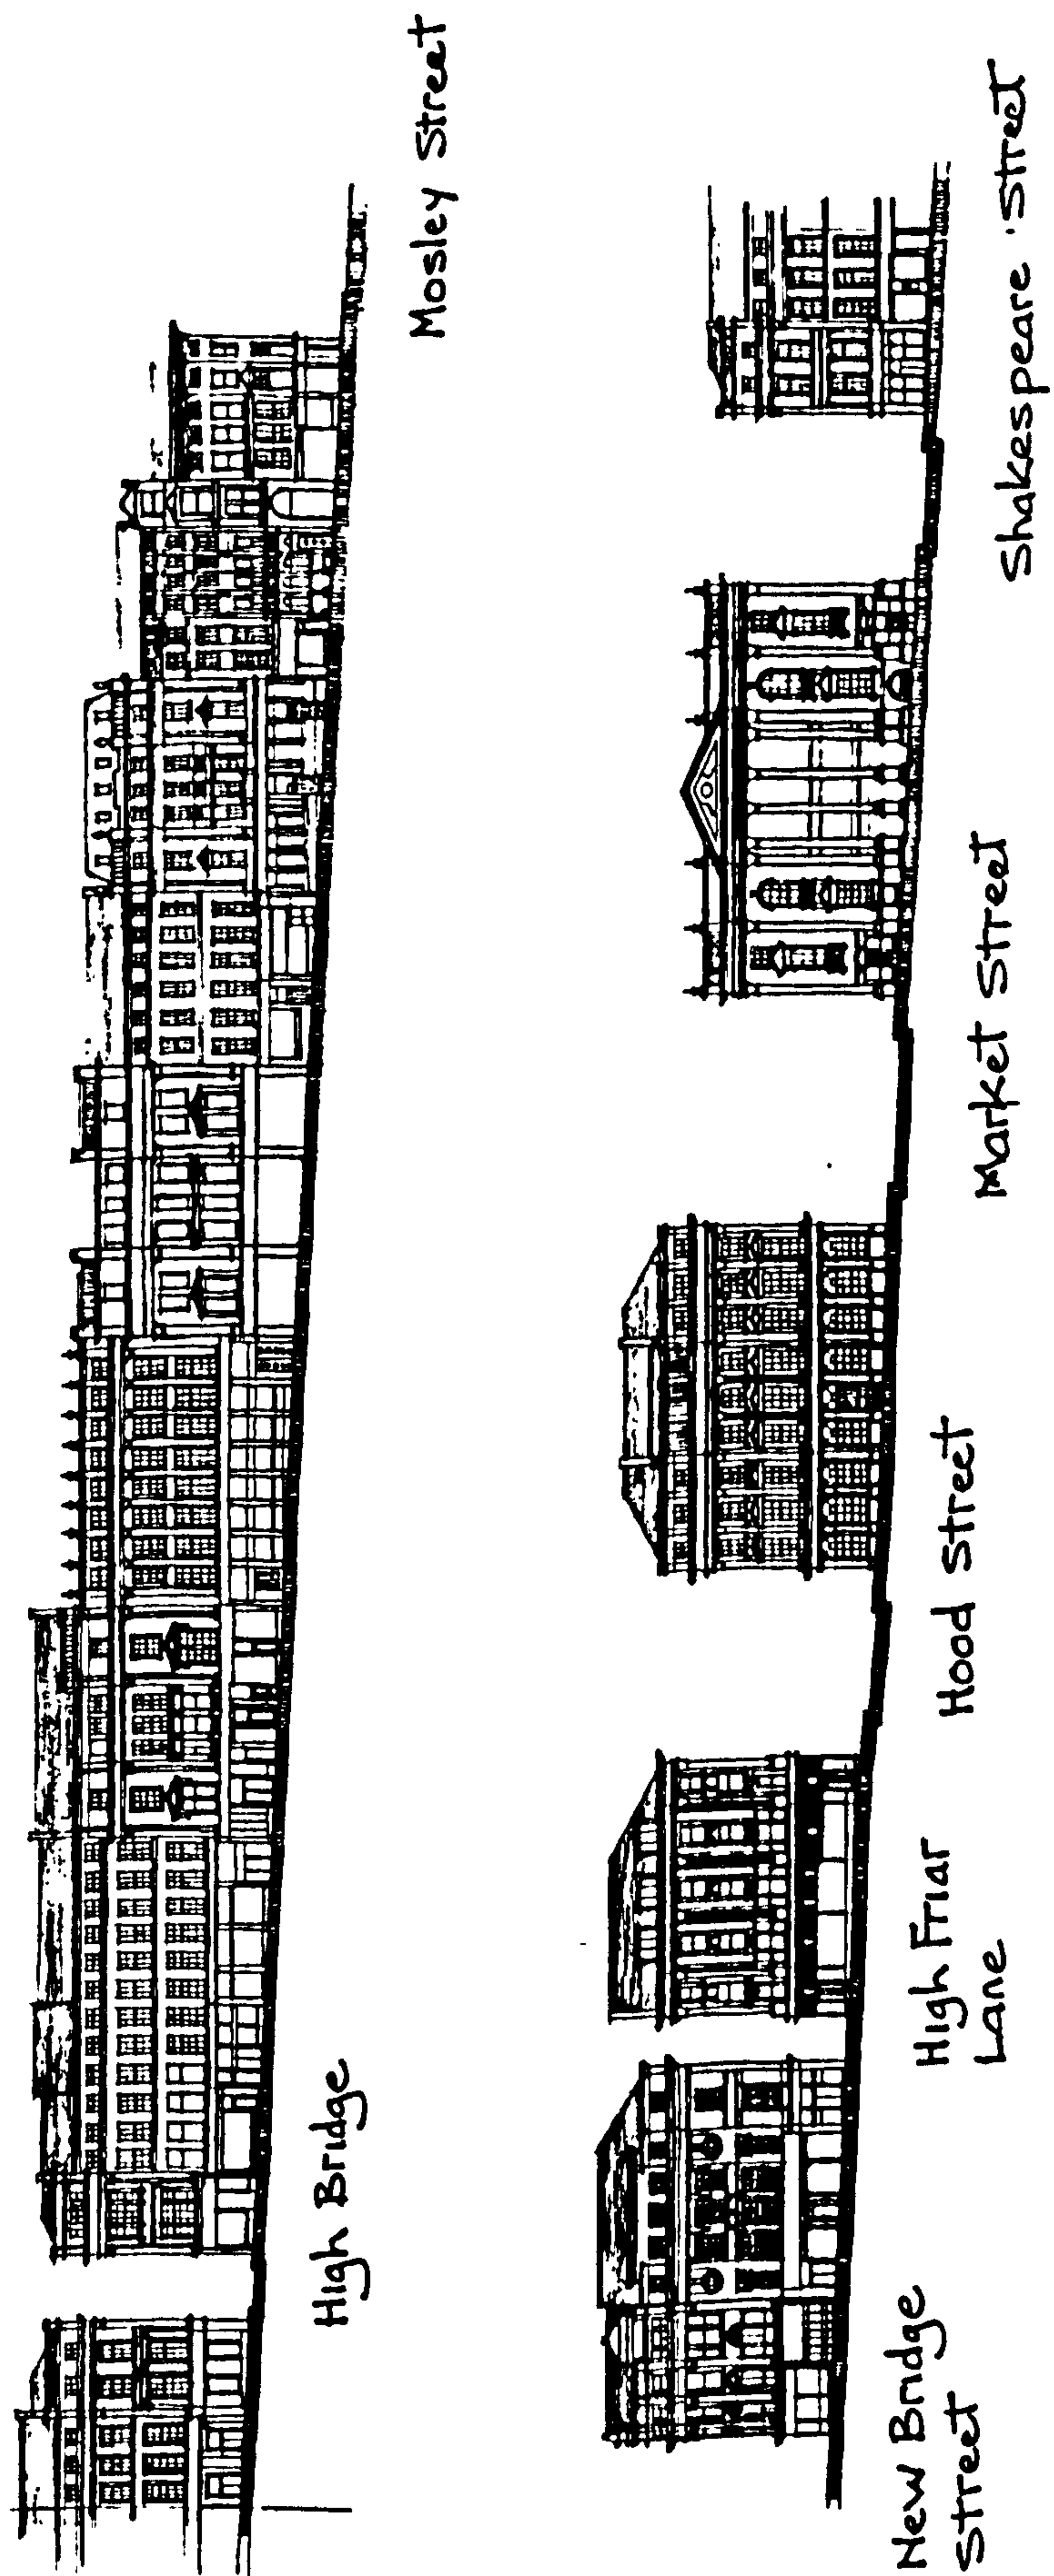 High Bridge
Mosley Street
New Bridge
Street
High Friar
Lane
Hood Street
Market Street
Shakespeare Street